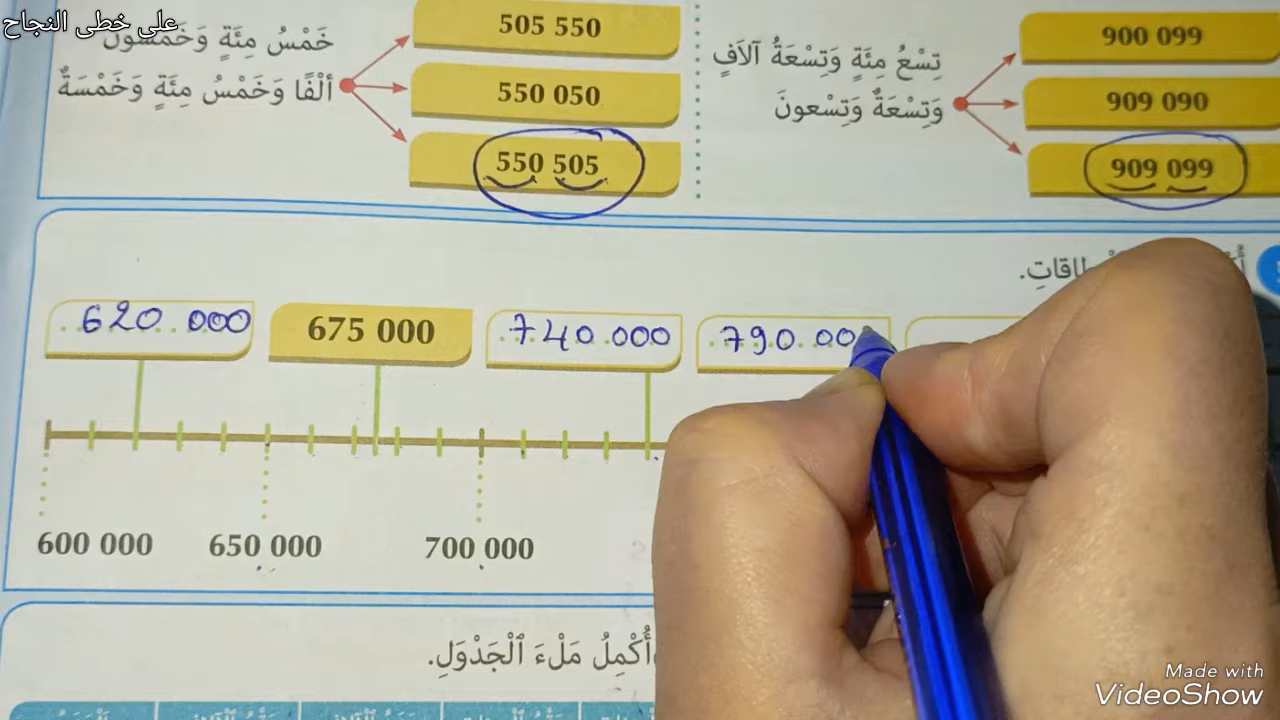 على خطى النجاح
900 099
تِسْعُ مِئَةٍ وَتِسْعَةُ آلَافٍ
وَتِسْعَةٌ وَتِسْعونَ
909 090
909 099
505 550
خَمْسُ مِئَةٍ وَخَمْسُونَ
أَلْفًا وَخَمْسُ مِئَةٍ وَخَمْسَةٌ
550 050
550 505
620 000
675 000
740 000
790 00
600 000
650 000
700 000
أُكْمِلُ مَلْءَ ٱلْجَدْوَلِ.
Made with
VideoShow